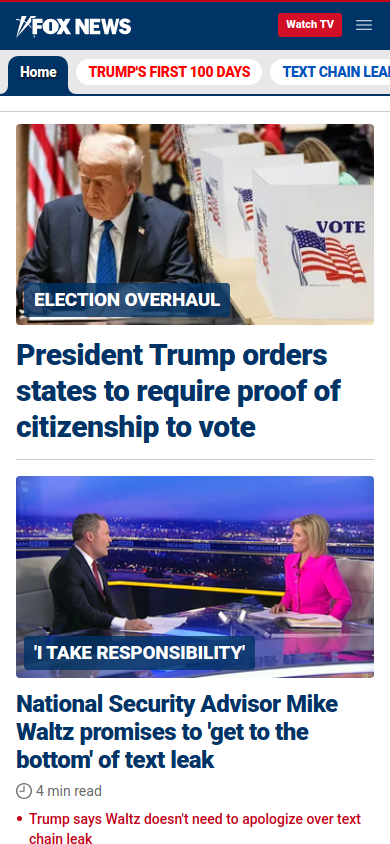 FOX NEWS
Watch TV
Home
TRUMP'S FIRST 100 DAYS
TEXT CHAIN LEA
VOTE
ELECTION OVERHAUL
President Trump orders
states to require proof of
citizenship to vote
THE INGRAHAM
'I TAKE RESPONSIBILITY'
National Security Advisor Mike
Waltz promises to 'get to the
bottom' of text leak
4 min read
Trump says Waltz doesn't need to apologize over text
chain leak